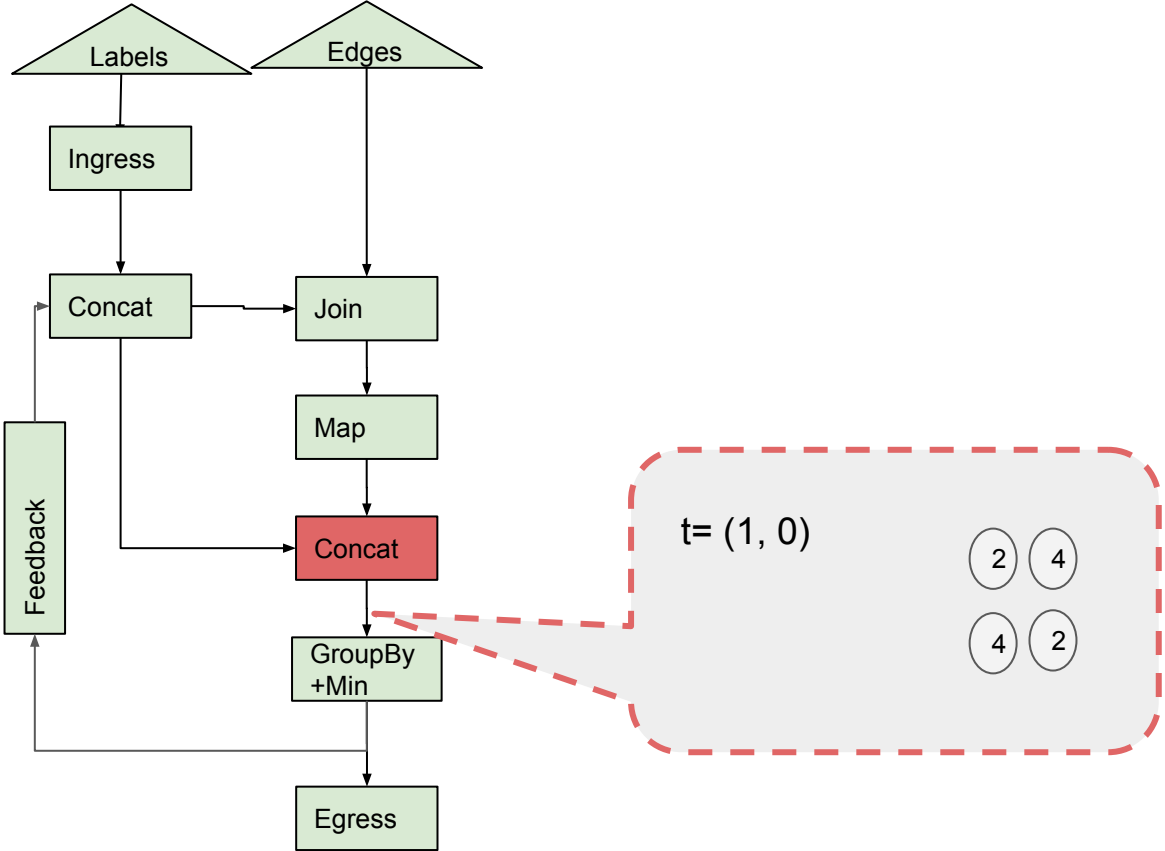 Labels
Edges
Ingress
Concat
Join
Map
Feedback
Concat
t= (1, 0)
2 4
4 2
GroupBy
+Min
Egress